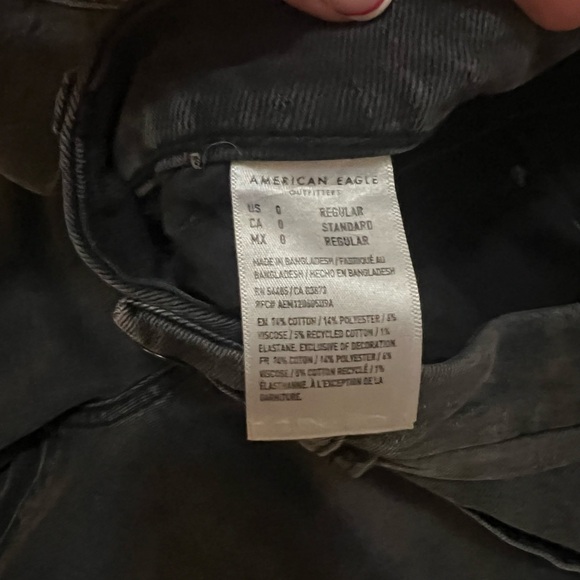 AMERICAN EAGLE
OUTFITTERS
US 0 REGULAR
CA 0 STANDARD
MX 0 REGULAR
MADE IN BANGLADESH / FABRIQUÉ AU
BANGLADESH / HECHO EN BANGLADESH
RN 54485/CA 03873
RFC# AEM1206052D9A
EN 74% COTTON / 14% POLYESTER / 6%
VISCOSE / 5% RECYCLED COTTON / 1%
ELASTANE. EXCLUSIVE OF DECORATION
FR 74% COTON / 14% POLYESTER / 6%
VISCOSE / 5% COTON RECYCLÉ / 1%
ÉLASTHANNE. À L'EXCEPTION DE LA
GARNITURE.